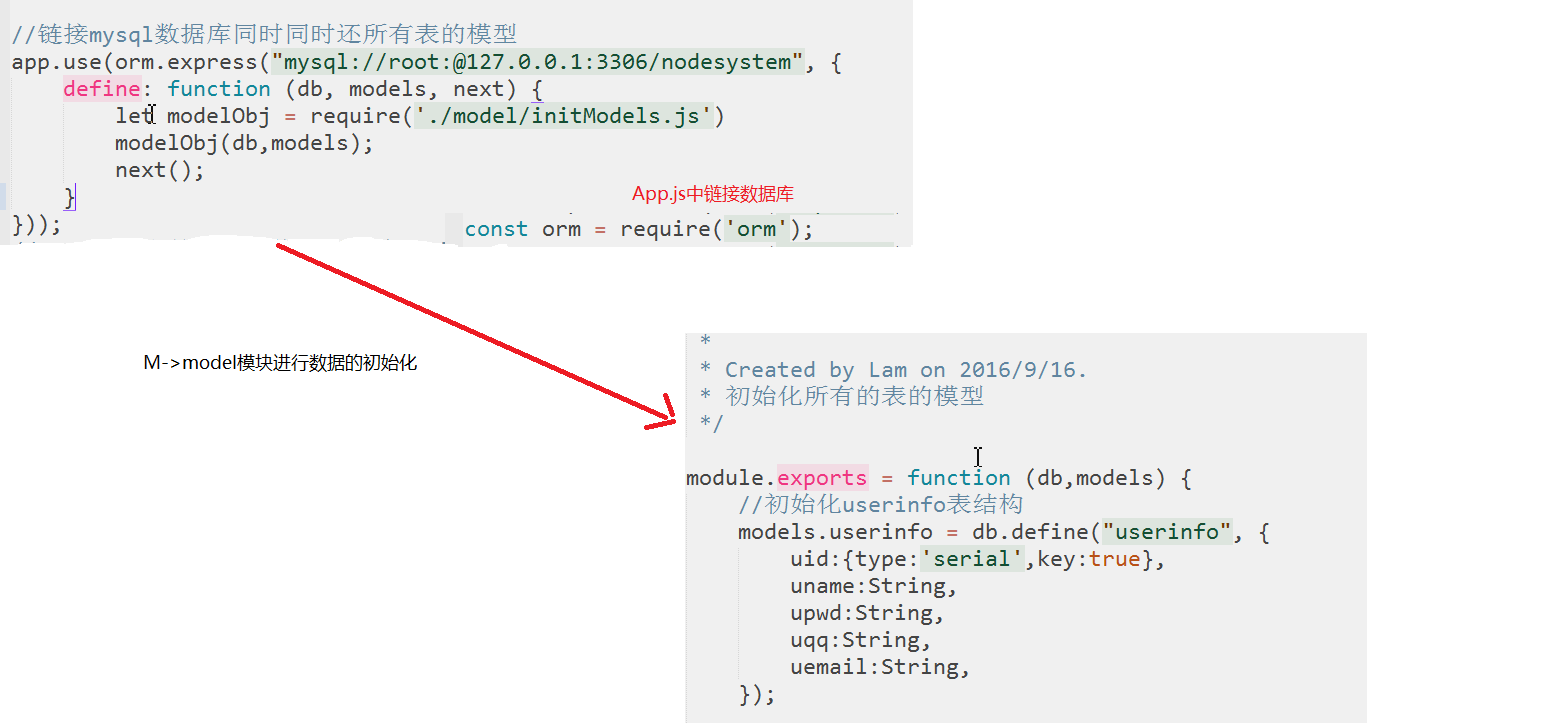 //链接mysql数据库同时同时还所有表的模型
app.use(orm.express("mysql://root:@127.0.0.1:3306/nodesystem", {
define: function (db, models, next) {
let modelObj = require('./model/initModels.js')
modelObj(db,models);
next();
}
}));
App.js中链接数据库
const orm = require('orm');
M->model模块进行数据的初始化
*
* Created by Lam on 2016/9/16.
* 初始化所有的表的模型
*/
module.exports = function (db,models) {
//初始化userinfo表结构
models.userinfo = db.define("userinfo", {
uid:{type:'serial',key:true},
uname:String,
upwd:String,
uqq:String,
uemail:String,
});